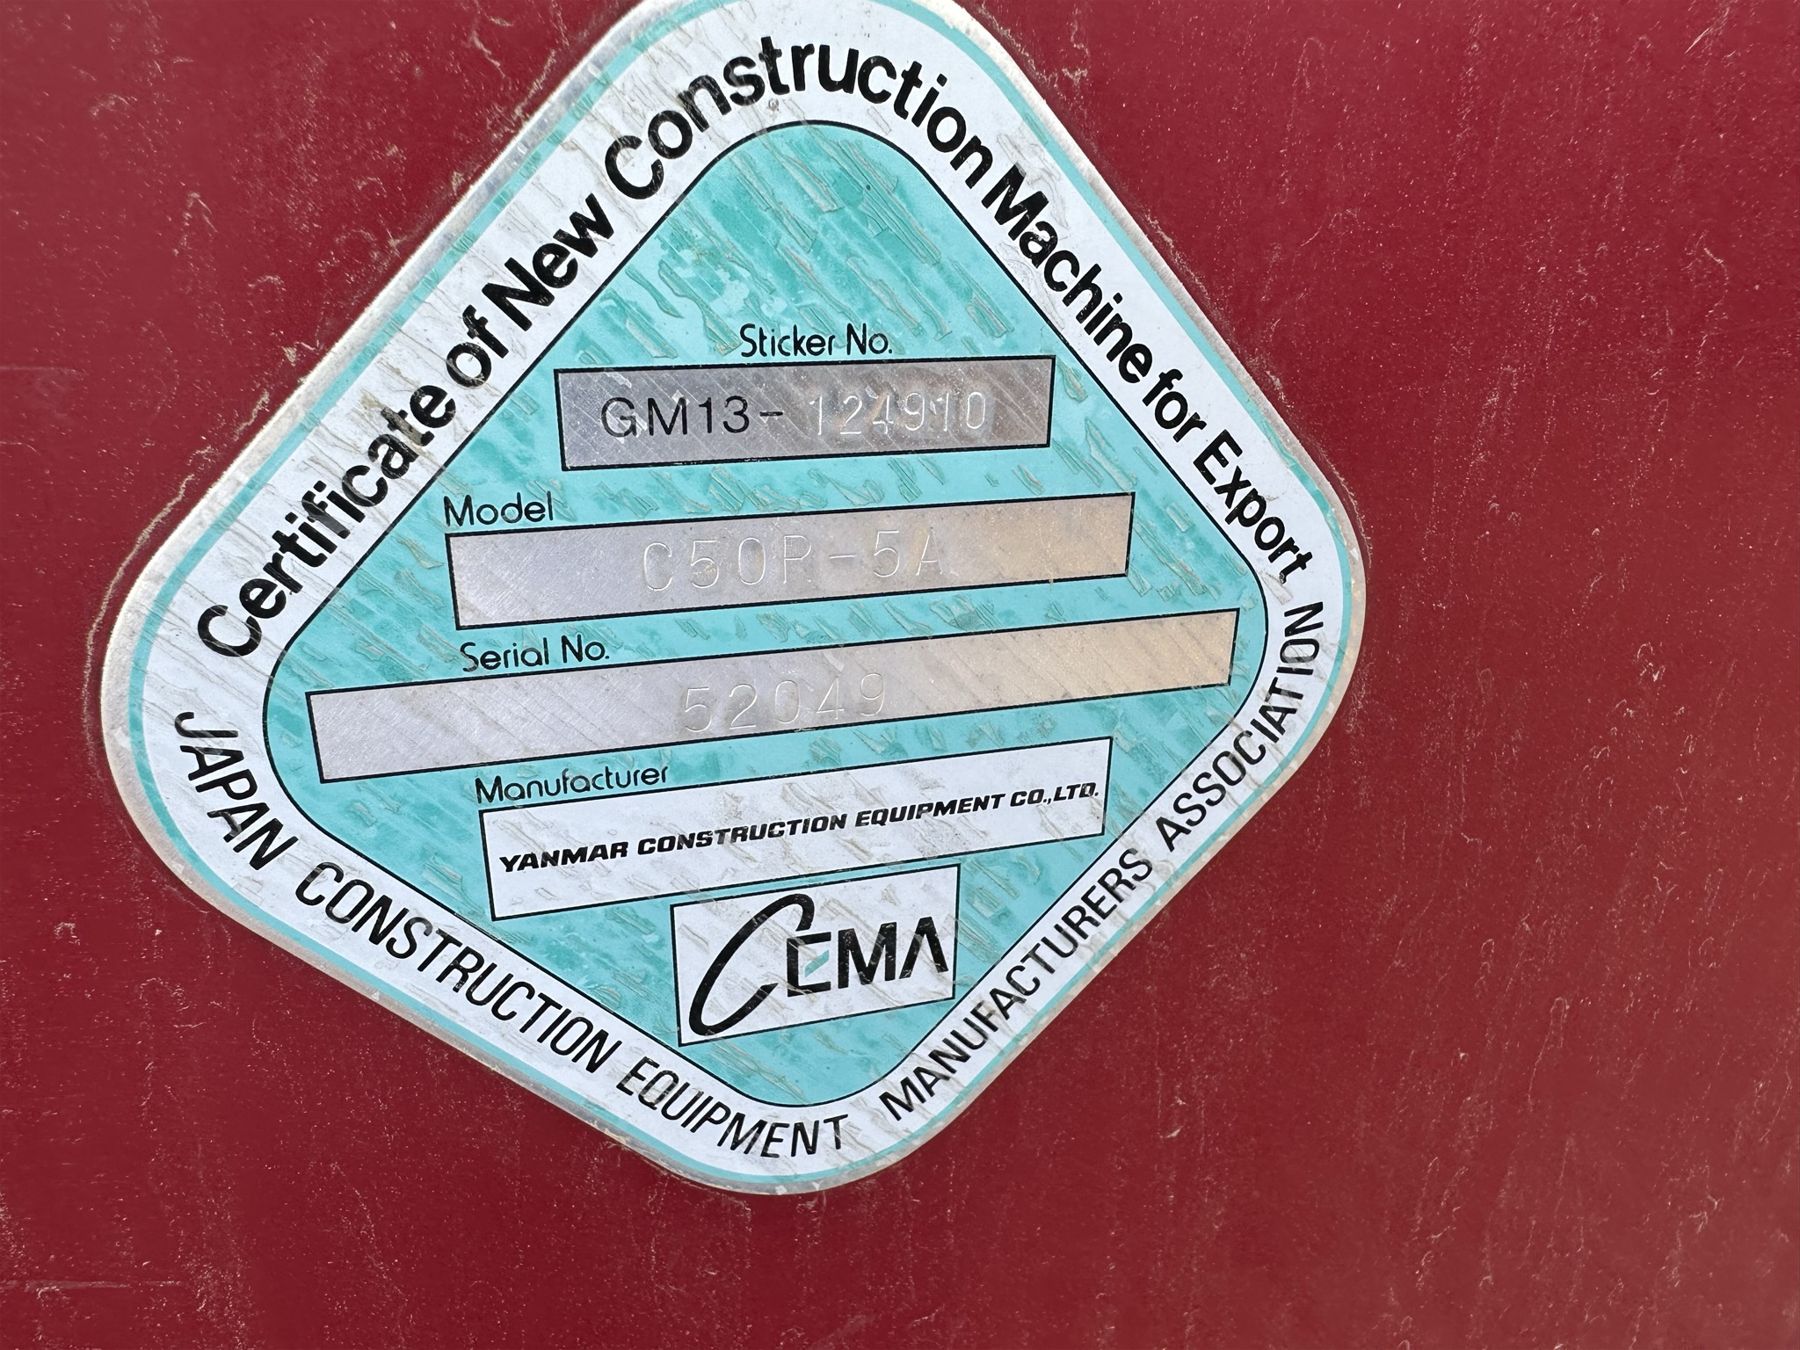 Certificate of New Construction Machine for Export
Sticker No.
GM13-124910
Model
C50R-5A
Serial No.
52049
Manufacturer
YANMAR CONSTRUCTION EQUIPMENT CO.,LTD.
CEMA
JAPAN CONSTRUCTION EQUIPMENT MANUFACTURERS ASSOCIATION